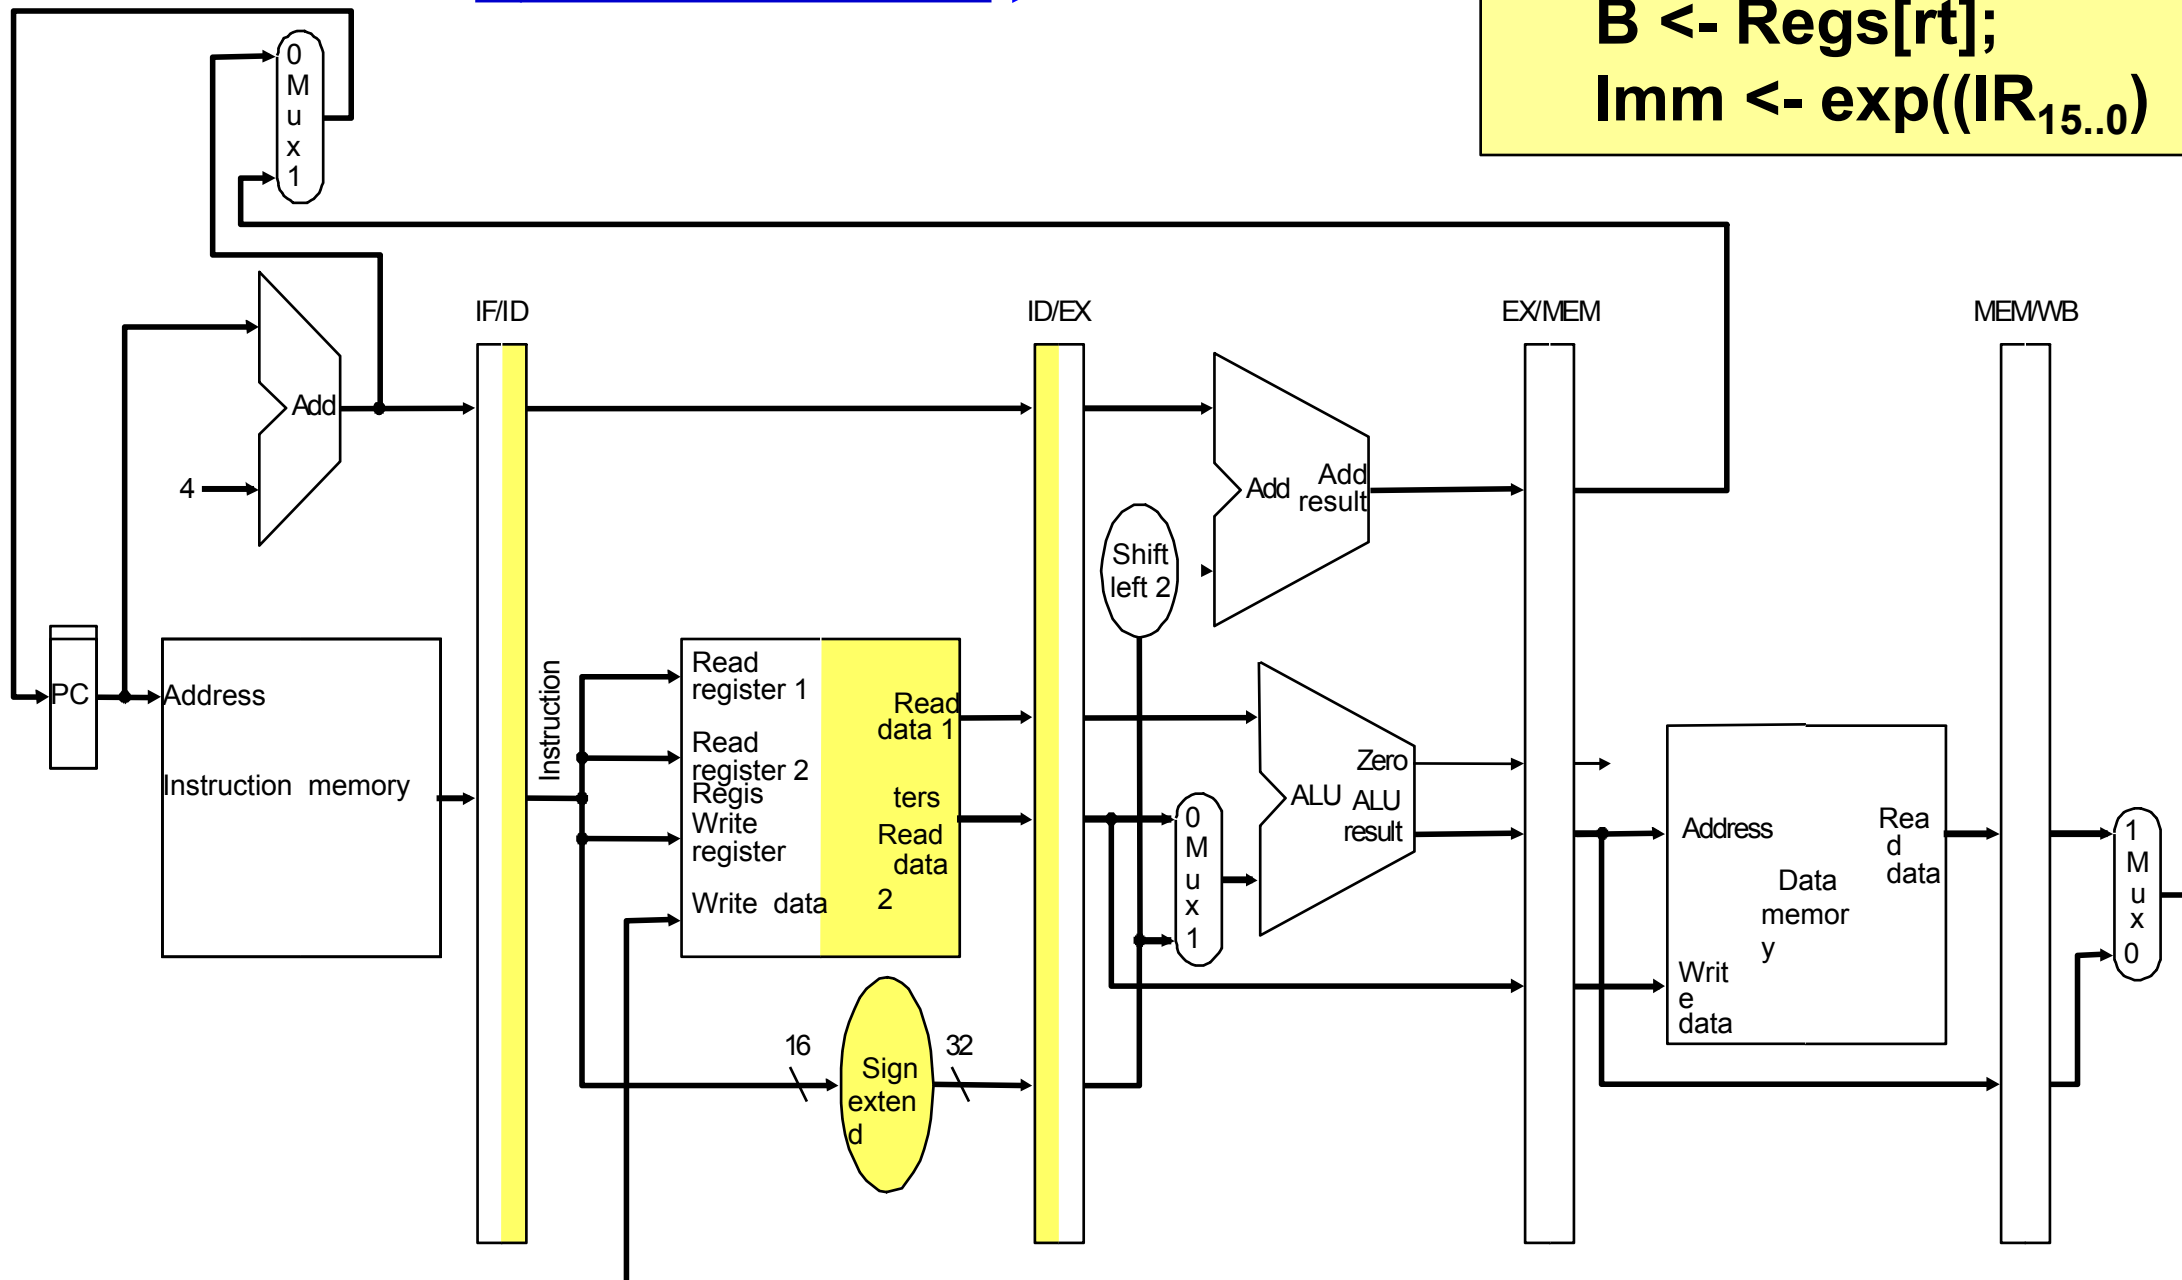 B <- Regs[rt];
Imm <- exp((IR15..0)
0
M
u
x
1
IF/ID
ID/EX
EX/MEM
MEM/WB
Add
4
Add
Add
result
Shift
left 2
PC
Address
Instruction memory
Instruction
Read
register 1
Read
register 2
Regis
ters
Write
register
Write data
Read
data 1
Read
data
2
16
Sign
exten
d
32
0
M
u
x
1
Zero
ALU
ALU
result
Address
Rea
d
data
Data
memor
y
Writ
e
data
1
M
u
x
0